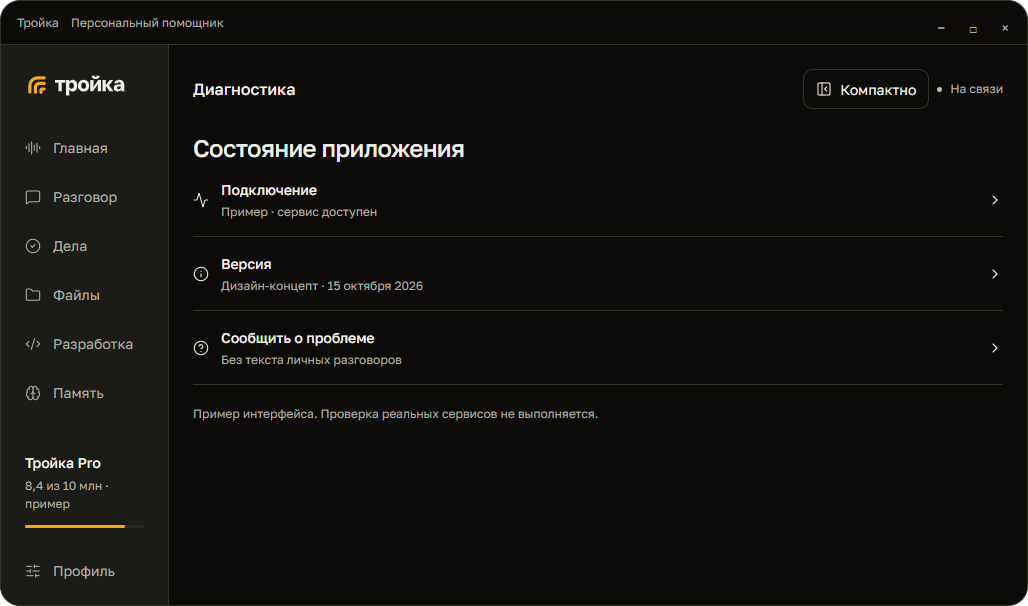 Тройка Персональный помощник
тройка
Главная
Разговор
Дела
Файлы
Разработка
Память
Тройка Pro
8,4 из 10 млн ·
пример
Профиль
Диагностика
Компактно
На связи
Состояние приложения
Подключение
Пример · сервис доступен
Версия
Дизайн-концепт · 15 октября 2026
Сообщить о проблеме
Без текста личных разговоров
Пример интерфейса. Проверка реальных сервисов не выполняется.